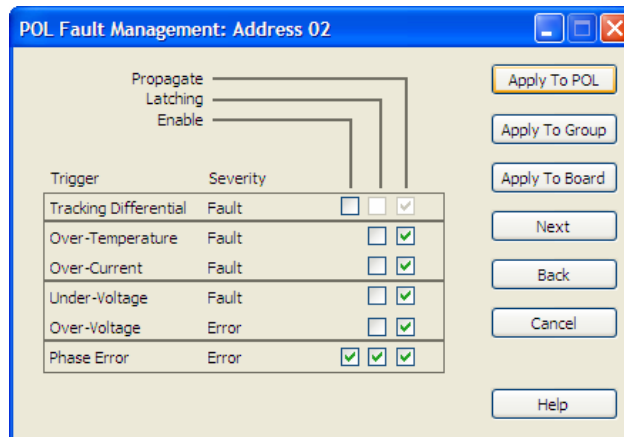 POL Fault Management: Address 02
Propagate
Latching
Enable
Trigger Severity
Tracking Differential Fault
Over-Temperature Fault
Over-Current Fault
Under-Voltage Fault
Over-Voltage Error
Phase Error Error
Apply To POL
Apply To Group
Apply To Board
Next
Back
Cancel
Help